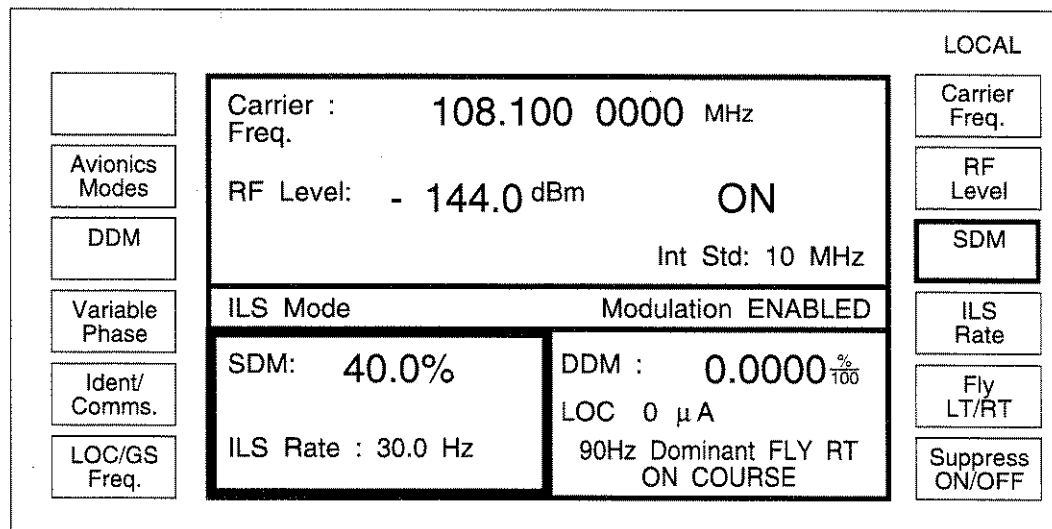 LOCAL
Avionics
Modes
DDM
Variable
Phase
Ident/
Comms.
LOC/GS
Freq.
Carrier :
Freq.
108.100 0000 MHz
RF Level: - 144.0 dBm ON
Int Std: 10 MHz
ILS Mode Modulation ENABLED
SDM: 40.0%
ILS Rate : 30.0 Hz
DDM : 0.0000 %/100
LOC 0 μA
90Hz Dominant FLY RT
ON COURSE
Carrier
Freq.
RF
Level
SDM
ILS
Rate
Fly
LT/RT
Suppress
ON/OFF